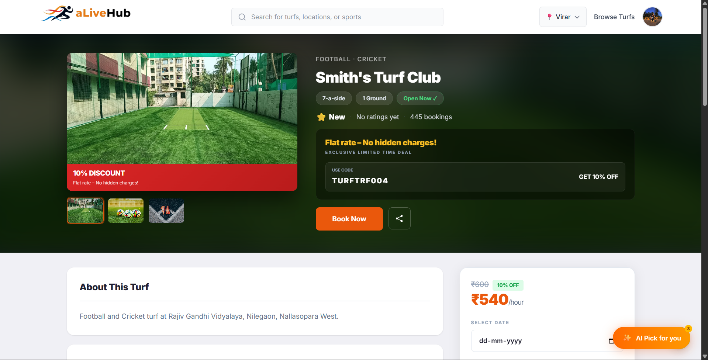 aLiveHub
Search for turfs, locations, or sports
Virar
Browse Turfs
FOOTBALL · CRICKET
Smith's Turf Club
7-a-side
1 Ground
Open Now ✓
New
No ratings yet
445 bookings
Flat rate – No hidden charges!
EXCLUSIVE LIMITED TIME DEAL
USE CODE
TURFTRF004
GET 10% OFF
10% DISCOUNT
Flat rate – No hidden charges!
Book Now
About This Turf
Football and Cricket turf at Rajiv Gandhi Vidyalaya, Nilegaon, Nallasopara West.
₹600
10% OFF
₹540/hour
SELECT DATE
dd-mm-yyyy
AI Pick for you